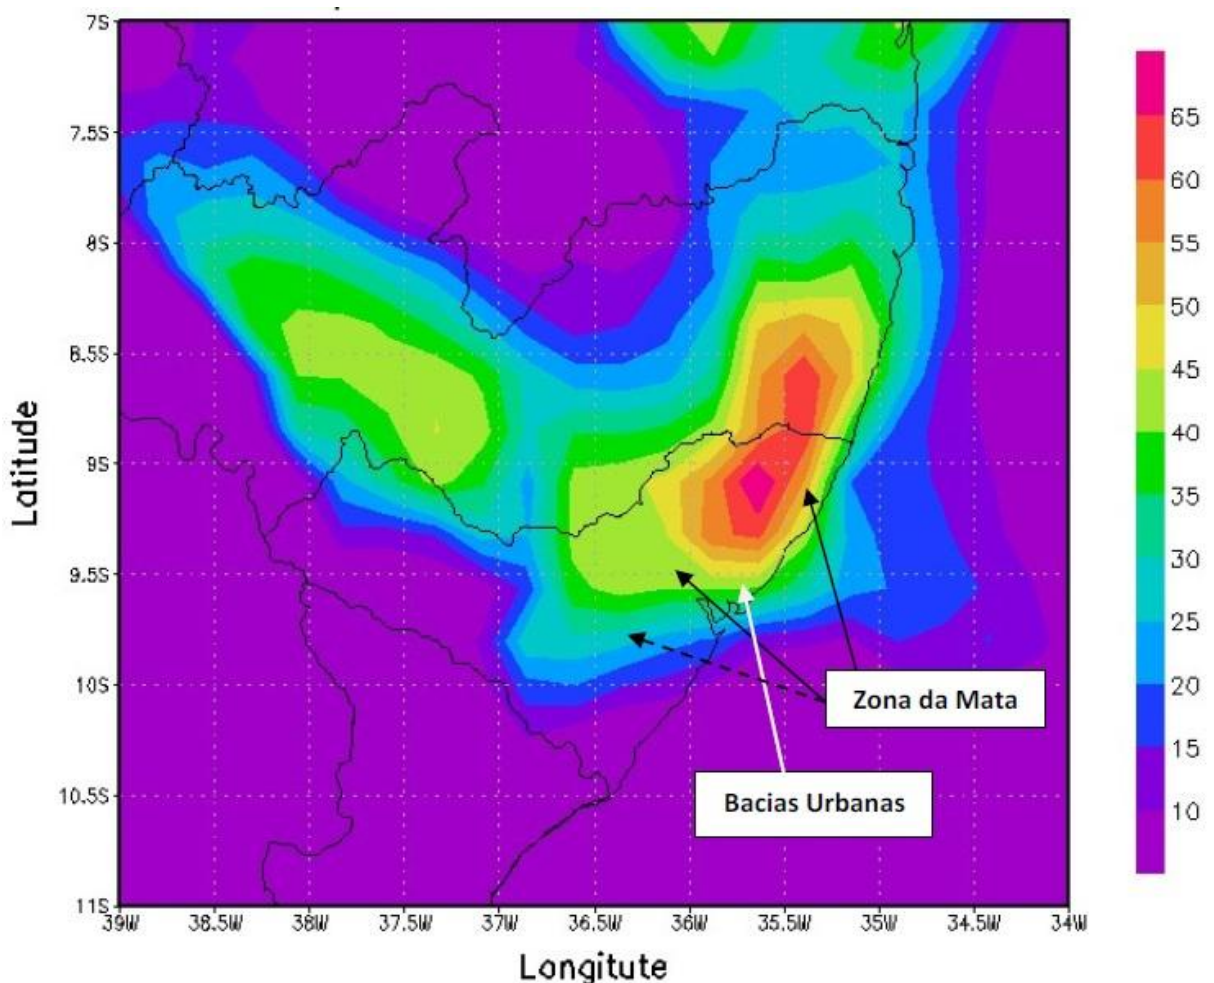 7S
7.5S
8S
8.5S
9S
9.5S
10S
10.5S
11S
Latitude
39W 38.5W 38W 37.5W 37W 36.5W 36W 35.5W 35W 34.5W 34W
Longitute
Zona da Mata
Bacias Urbanas
65
60
55
50
45
40
35
30
25
20
15
10